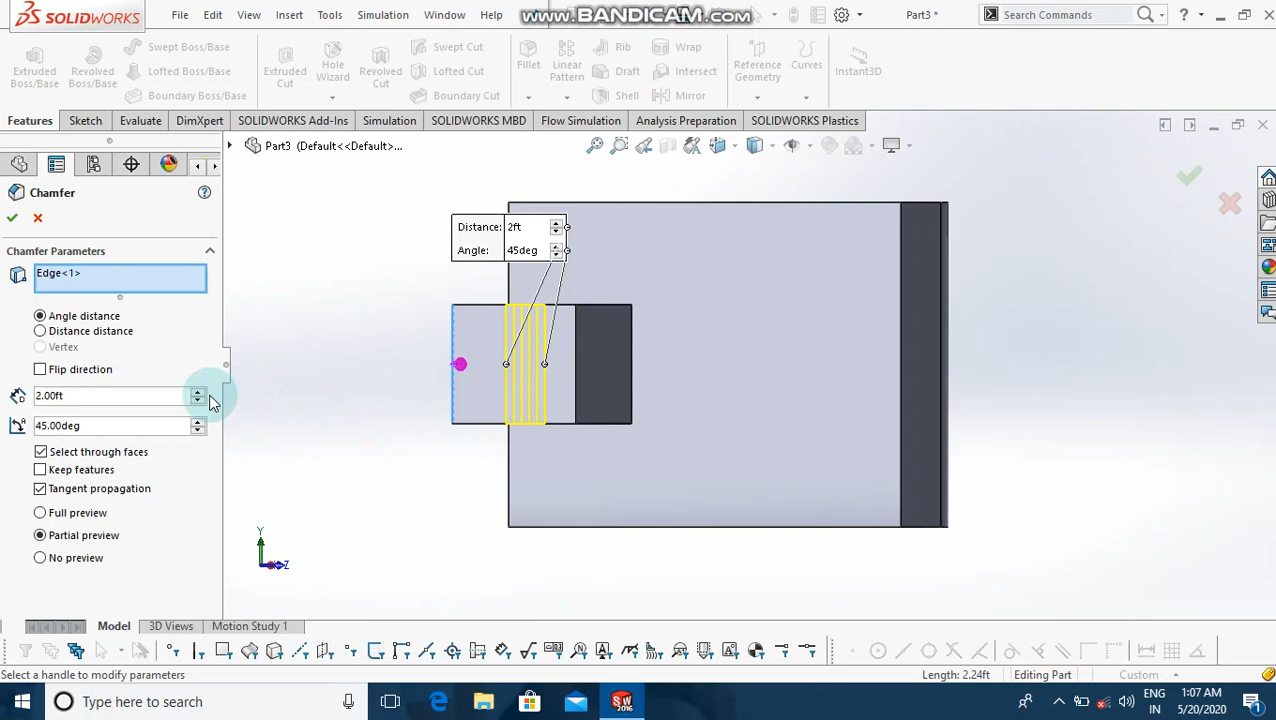 SOLIDWORKS File Edit View Insert Tools Simulation Window Help www.BANDICAM.com Part3 * Search Commands ?
Extruded Boss/Base Revolved Boss/Base Swept Boss/Base Lofted Boss/Base Boundary Boss/Base Extruded Cut Hole Wizard Revolved Cut Swept Cut Lofted Cut Boundary Cut Fillet Linear Pattern Rib Draft Shell Wrap Intersect Mirror Reference Geometry Curves Instant3D
Features Sketch Evaluate DimXpert SOLIDWORKS Add-Ins Simulation SOLIDWORKS MBD Flow Simulation Analysis Preparation SOLIDWORKS Plastics
Part3 (Default<<Default>...
Chamfer ?
Chamfer Parameters
Edge<1>
Angle distance
Distance distance
Vertex
Flip direction
2.00ft
45.00deg
Select through faces
Keep features
Tangent propagation
Full preview
Partial preview
No preview
Distance: 2ft
Angle: 45deg
Y
Z
Model 3D Views Motion Study 1
Select a handle to modify parameters Length: 2.24ft Editing Part Custom
Type here to search SW 2016 ENG IN 1:07 AM 5/20/2020